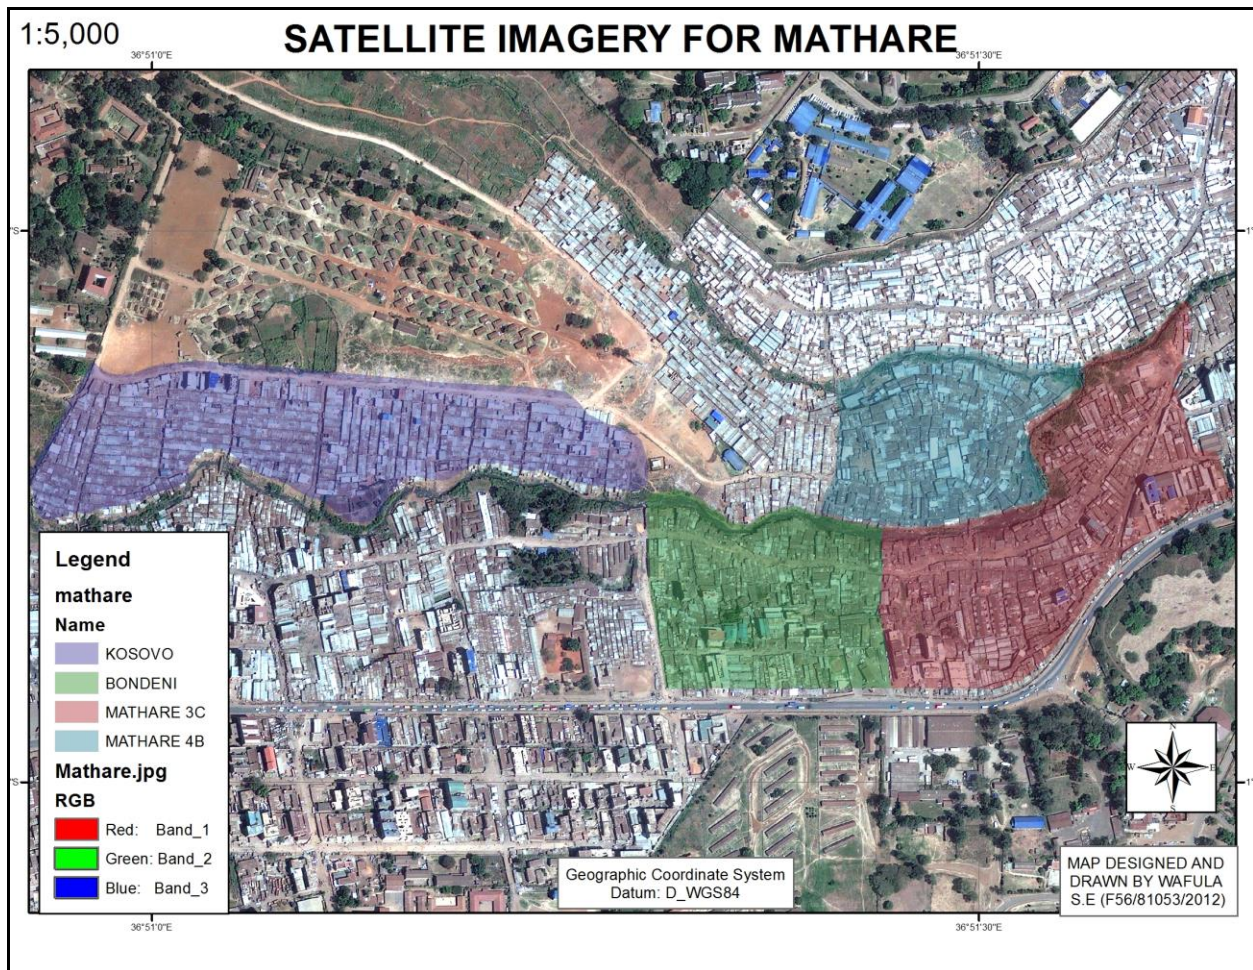 1:5,000
SATELLITE IMAGERY FOR MATHARE
36°51'0"E
36°51'30"E
Legend
mathare
Name
KOSOVO
BONDENI
MATHARE 3C
MATHARE 4B
Mathare.jpg
RGB
Red: Band_1
Green: Band_2
Blue: Band_3
Geographic Coordinate System
Datum: D_WGS84
N
W
E
S
MAP DESIGNED AND
DRAWN BY WAFULA
S.E (F56/81053/2012)
36°51'0"E
36°51'30"E